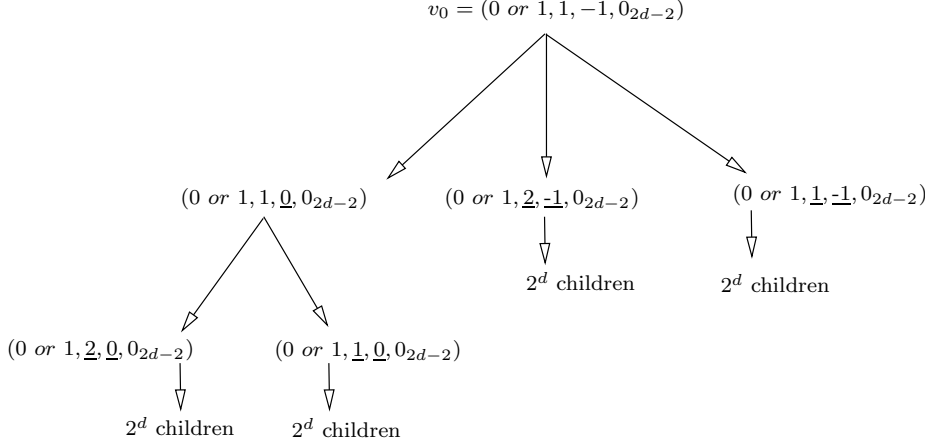 v₀ = (0 or 1, 1, −1, 0_{2d−2})
(0 or 1, 1, <u>0</u>, 0_{2d−2})
(0 or 1, <u>2</u>, <u>-1</u>, 0_{2d−2})
(0 or 1, <u>1</u>, <u>-1</u>, 0_{2d−2})
2^d children
2^d children
(0 or 1, <u>2</u>, <u>0</u>, 0_{2d−2})
(0 or 1, <u>1</u>, <u>0</u>, 0_{2d−2})
2^d children
2^d children